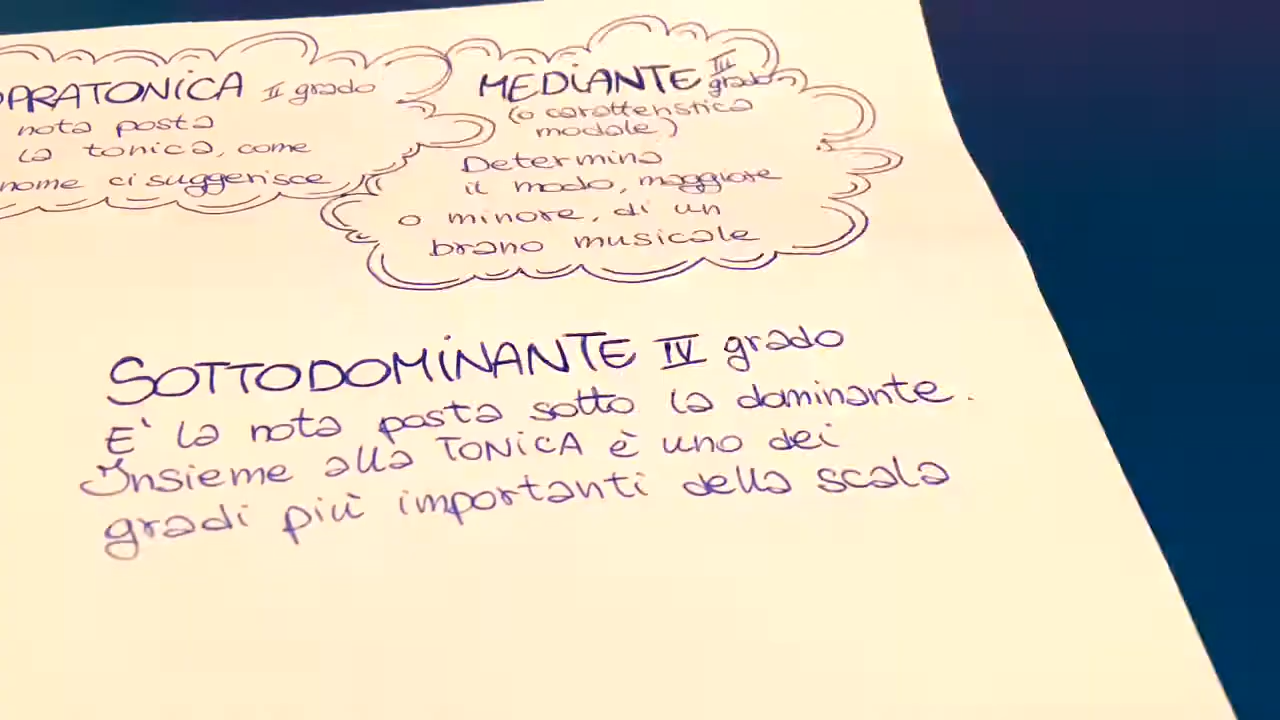 PRATONICA II grado
nota posta
la tonica, come
nome ci suggerisce
MEDIANTE III grado
(o caratteristica
modale)
Determina
il modo, maggiore
o minore, di un
brano musicale
SOTTODOMINANTE IV grado
E' la nota posta sotto la dominante.
Insieme alla TONICA è uno dei
gradi più importanti della scala